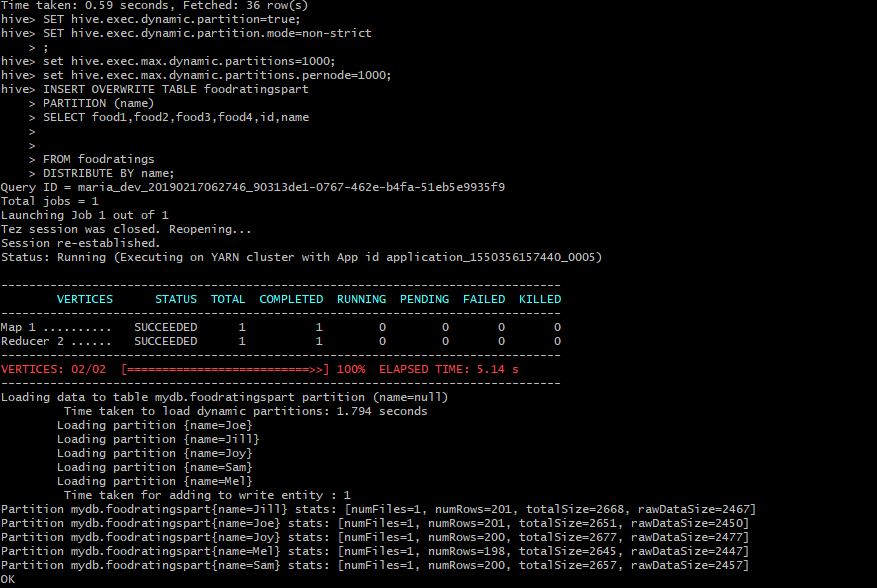 Time taken: 0.59 seconds, Fetched: 36 row(s)
hive> SET hive.exec.dynamic.partition=true;
hive> SET hive.exec.dynamic.partition.mode=non-strict
    > ;
hive> set hive.exec.max.dynamic.partitions=1000;
hive> set hive.exec.max.dynamic.partitions.pernode=1000;
hive> INSERT OVERWRITE TABLE foodratingspart
    > PARTITION (name)
    > SELECT food1,food2,food3,food4,id,name
    >
    >
    > FROM foodratings
    > DISTRIBUTE BY name;
Query ID = maria_dev_20190217062746_90313de1-0767-462e-b4fa-51eb5e9935f9
Total jobs = 1
Launching Job 1 out of 1
Tez session was closed. Reopening...
Session re-established.
Status: Running (Executing on YARN cluster with App id application_1550356157440_0005)
--------------------------------------------------------------------------------
        VERTICES      STATUS  TOTAL  COMPLETED  RUNNING  PENDING  FAILED  KILLED
--------------------------------------------------------------------------------
Map 1 ..........   SUCCEEDED      1          1        0        0       0       0
Reducer 2 ......   SUCCEEDED      1          1        0        0       0       0
--------------------------------------------------------------------------------
VERTICES: 02/02  [==========================>>] 100%  ELAPSED TIME: 5.14 s
--------------------------------------------------------------------------------
Loading data to table mydb.foodratingspart partition (name=null)
         Time taken to load dynamic partitions: 1.794 seconds
        Loading partition {name=Joe}
        Loading partition {name=Jill}
        Loading partition {name=Joy}
        Loading partition {name=Sam}
        Loading partition {name=Mel}
         Time taken for adding to write entity : 1
Partition mydb.foodratingspart{name=Jill} stats: [numFiles=1, numRows=201, totalSize=2668, rawDataSize=2467]
Partition mydb.foodratingspart{name=Joe} stats: [numFiles=1, numRows=201, totalSize=2651, rawDataSize=2450]
Partition mydb.foodratingspart{name=Joy} stats: [numFiles=1, numRows=200, totalSize=2677, rawDataSize=2477]
Partition mydb.foodratingspart{name=Mel} stats: [numFiles=1, numRows=198, totalSize=2645, rawDataSize=2447]
Partition mydb.foodratingspart{name=Sam} stats: [numFiles=1, numRows=200, totalSize=2657, rawDataSize=2457]
OK